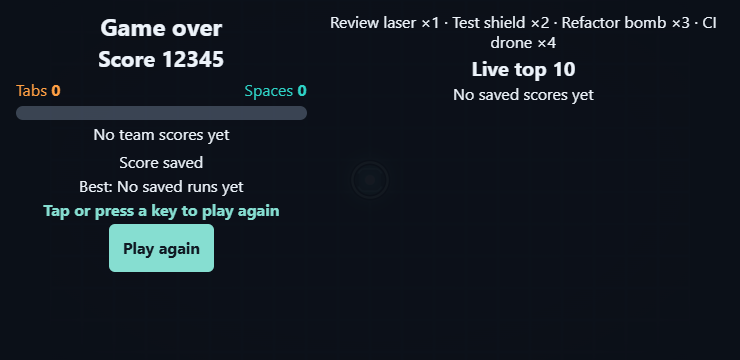 Game over
Score 12345
Tabs 0
Spaces 0
No team scores yet
Score saved
Best: No saved runs yet
Tap or press a key to play again
Play again
Review laser ×1 · Test shield ×2 · Refactor bomb ×3 · CI
drone ×4
Live top 10
No saved scores yet